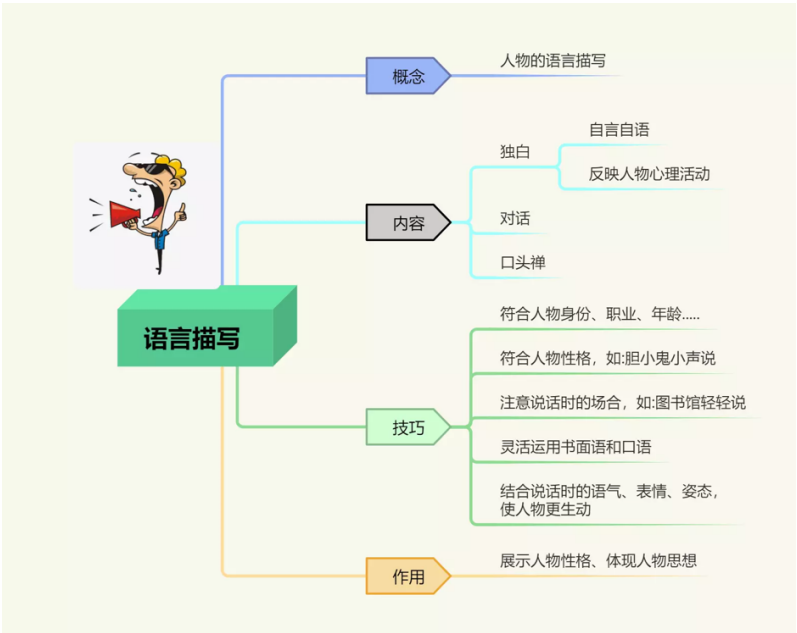 语言描写
概念
人物的语言描写
内容
独白
自言自语
反映人物心理活动
对话
口头禅
技巧
符合人物身份、职业、年龄.....
符合人物性格，如:胆小鬼小声说
注意说话时的场合，如:图书馆轻轻说
灵活运用书面语和口语
结合说话时的语气、表情、姿态，
使人物更生动
作用
展示人物性格、体现人物思想